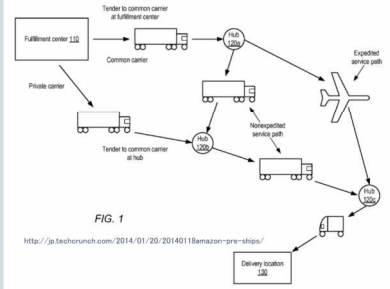 Tender to common carrier
at fulfillment center
Fulfillment center 110
Common carrier
Hub
120a
Expedited
service path
Private carrier
Nonexpedited
service path
Hub
120b
Tender to common carrier
at hub
Hub
120c
FIG. 1
http://jp.techcrunch.com/2014/01/20/20140118amazon-pre-ships/
Delivery location
130